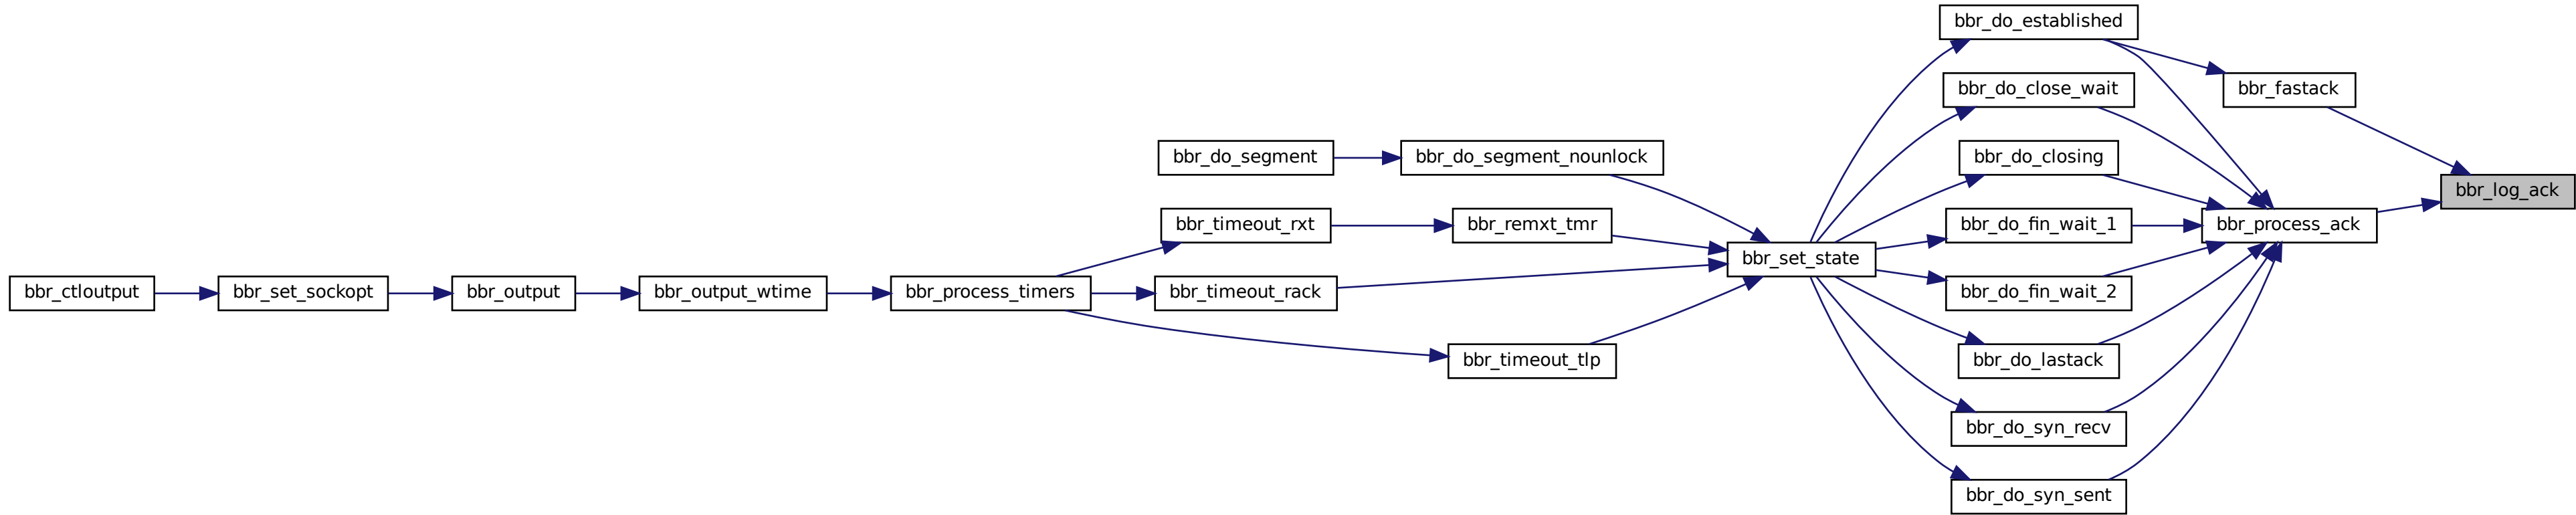 bbr_do_established
bbr_do_close_wait
bbr_fastack
bbr_do_segment
bbr_do_segment_nounlock
bbr_do_closing
bbr_log_ack
bbr_timeout_rxt
bbr_remxt_tmr
bbr_do_fin_wait_1
bbr_process_ack
bbr_set_state
bbr_ctloutput
bbr_set_sockopt
bbr_output
bbr_output_wtime
bbr_process_timers
bbr_timeout_rack
bbr_do_fin_wait_2
bbr_timeout_tlp
bbr_do_lastack
bbr_do_syn_recv
bbr_do_syn_sent